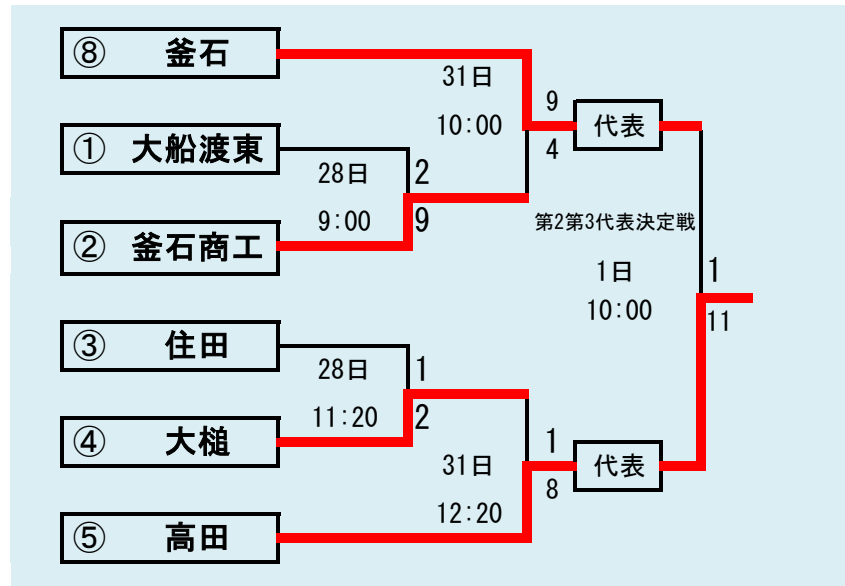 ⑧ 釜石
31日
9
10:00
代表
4
① 大船渡東
28日
2
9:00
9
② 釜石商工
第2第3代表決定戦
1日
1
10:00
11
③ 住田
28日
1
11:20
2
④ 大槌
1
31日
代表
8
12:20
⑤ 高田